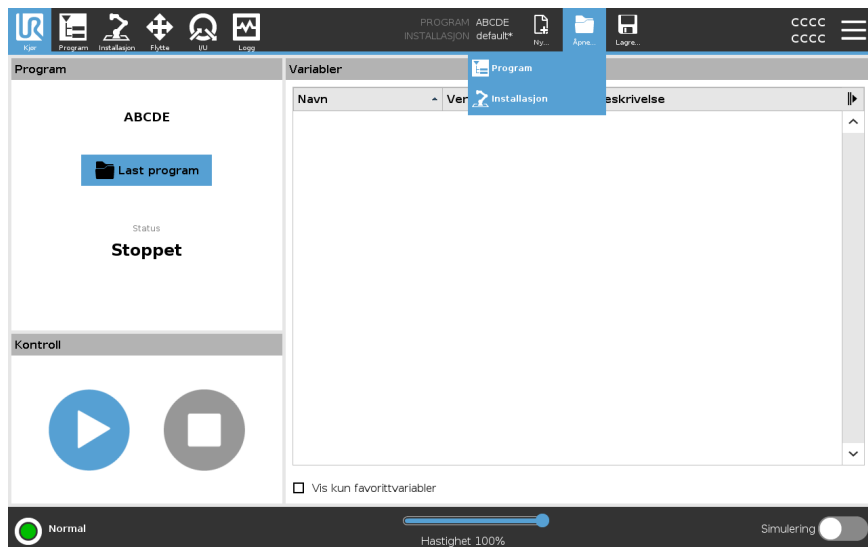 UR
PROGRAM ABCDE
INSTALLASJON default*
CCCC
CCCC
Kjør Program Installasjon Flytte I/U Logg Ny... Åpne... Lagre...
Program
Installasjon
Program
ABCDE
Last program
Status
Stoppet
Kontroll
Variabler
Navn Ver eskrivelse
Vis kun favorittvariabler
Normal
Hastighet 100%
Simulering